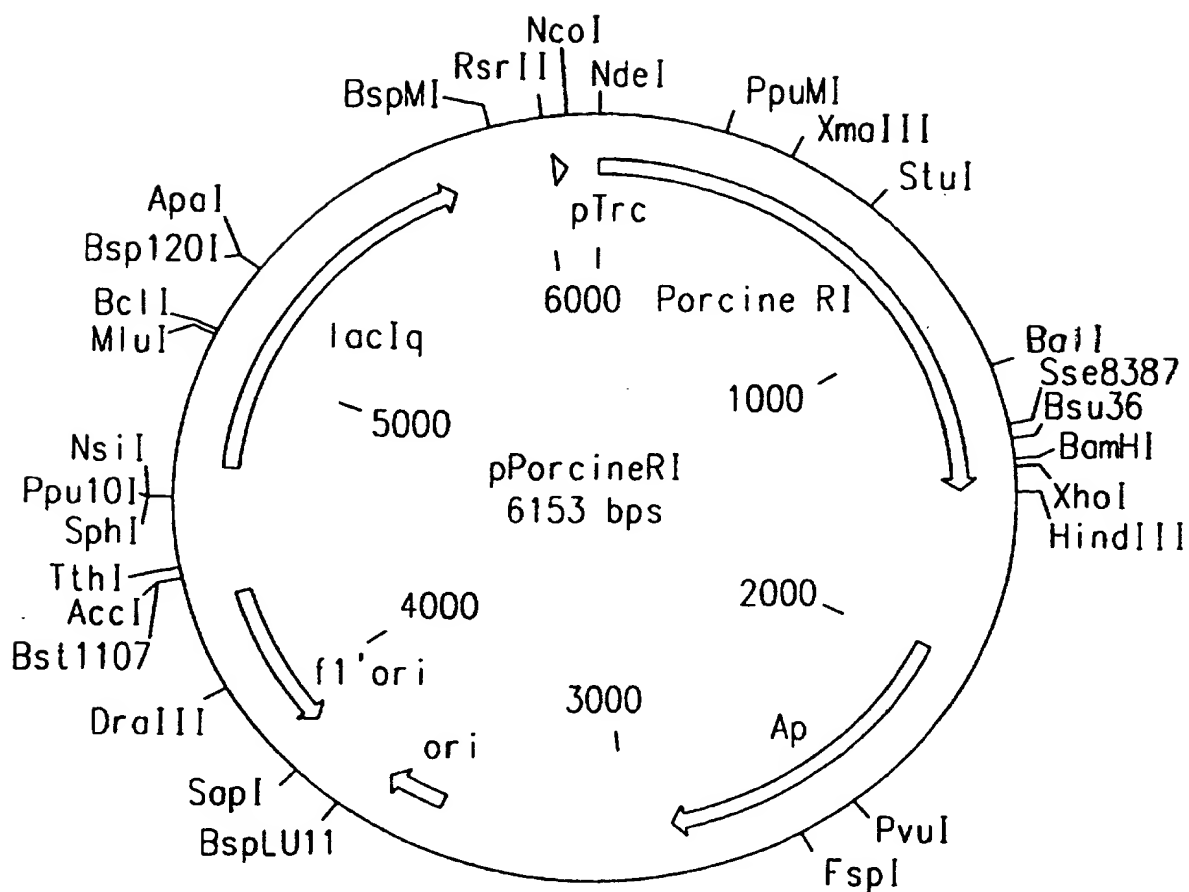 NcoI
RsrII
NdeI
BspMI
PpuMI
XmaIII
StuI
ApaI
Bsp120I
BclI
MluI
pTrc
6000
Porcine RI
lacIq
5000
1000
BalI
Sse8387
Bsu36
BamHI
XhoI
HindIII
NsiI
Ppu10I
SphI
pPorcineRI
6153 bps
TthI
AccI
Bst1107
4000
2000
f1'ori
3000
DraIII
ori
Ap
SapI
BspLU11
PvuI
FspI